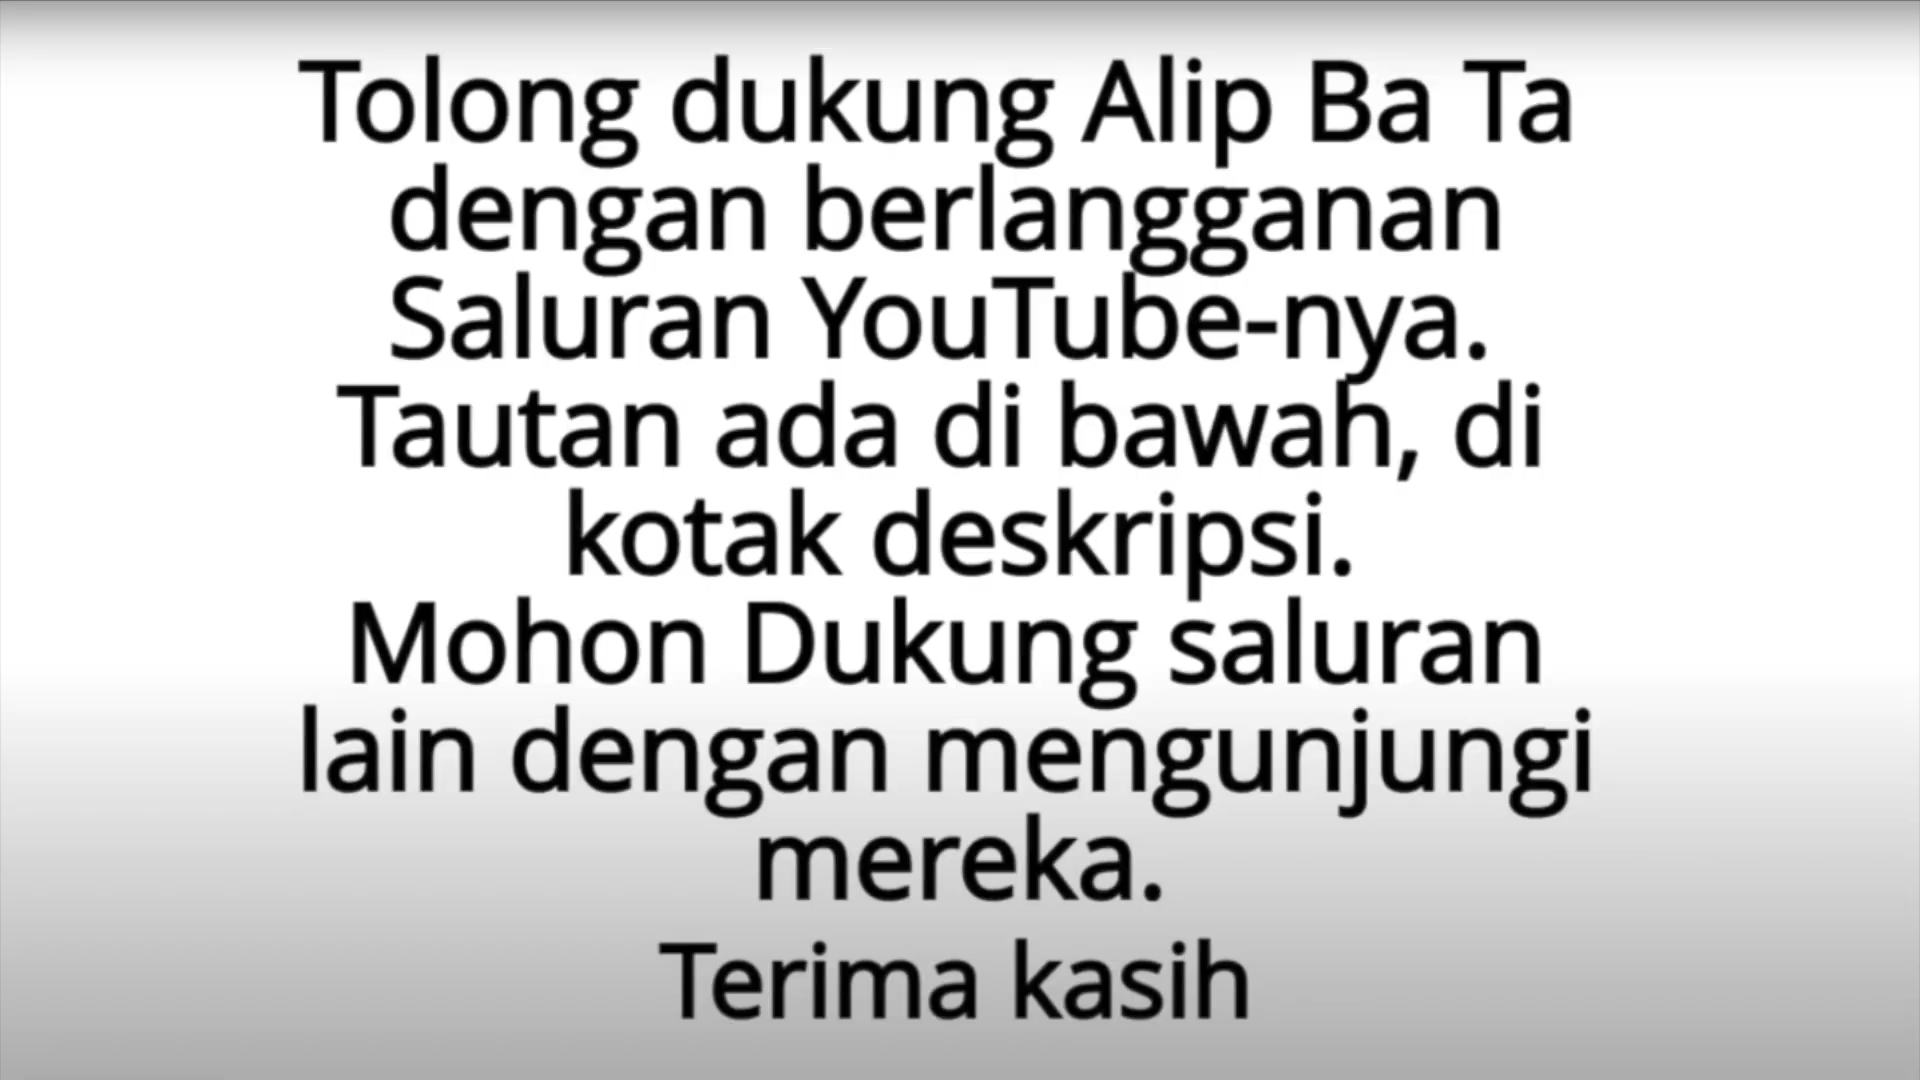 Tolong dukung Alip Ba Ta
dengan berlangganan
Saluran YouTube-nya.
Tautan ada di bawah, di
kotak deskripsi.
Mohon Dukung saluran
lain dengan mengunjungi
mereka.
Terima kasih